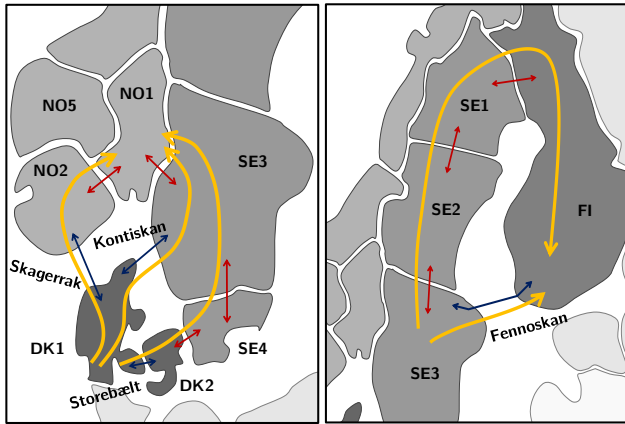 NO5
NO1
NO2
SE3
Kontiskan
Skagerrak
DK1
SE4
Storebælt
DK2
SE1
SE2
FI
Fennoskan
SE3